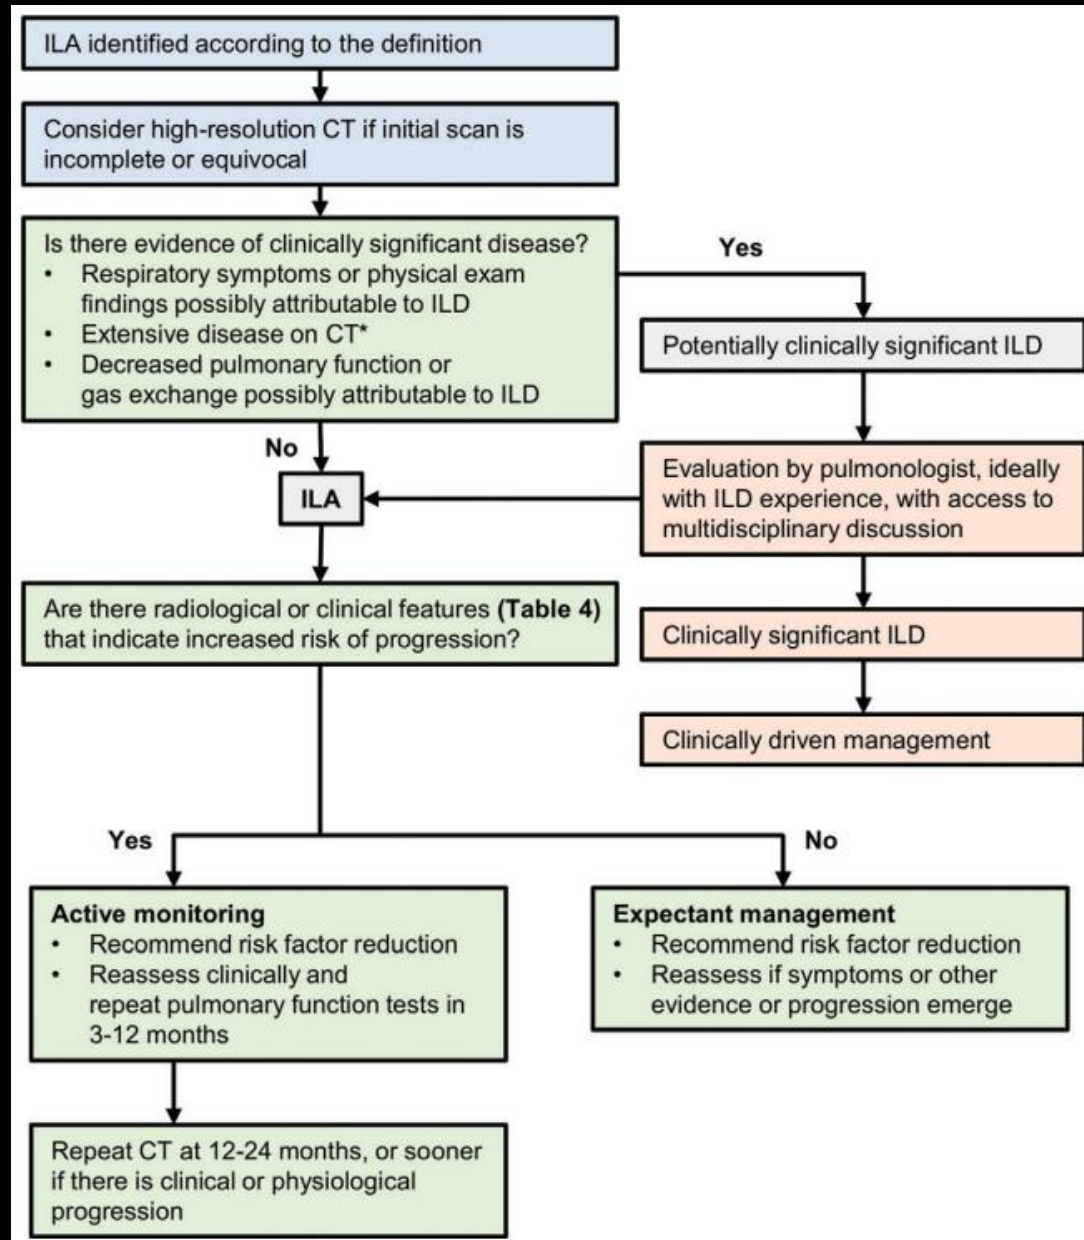 ILA identified according to the definition
Consider high-resolution CT if initial scan is
incomplete or equivocal
Is there evidence of clinically significant disease?
• Respiratory symptoms or physical exam
findings possibly attributable to ILD
• Extensive disease on CT*
• Decreased pulmonary function or
gas exchange possibly attributable to ILD
Yes
Potentially clinically significant ILD
No
ILA
Evaluation by pulmonologist, ideally
with ILD experience, with access to
multidisciplinary discussion
Are there radiological or clinical features (Table 4)
that indicate increased risk of progression?
Clinically significant ILD
Clinically driven management
Yes
No
Active monitoring
• Recommend risk factor reduction
• Reassess clinically and
repeat pulmonary function tests in
3-12 months
Expectant management
• Recommend risk factor reduction
• Reassess if symptoms or other
evidence or progression emerge
Repeat CT at 12-24 months, or sooner
if there is clinical or physiological
progression